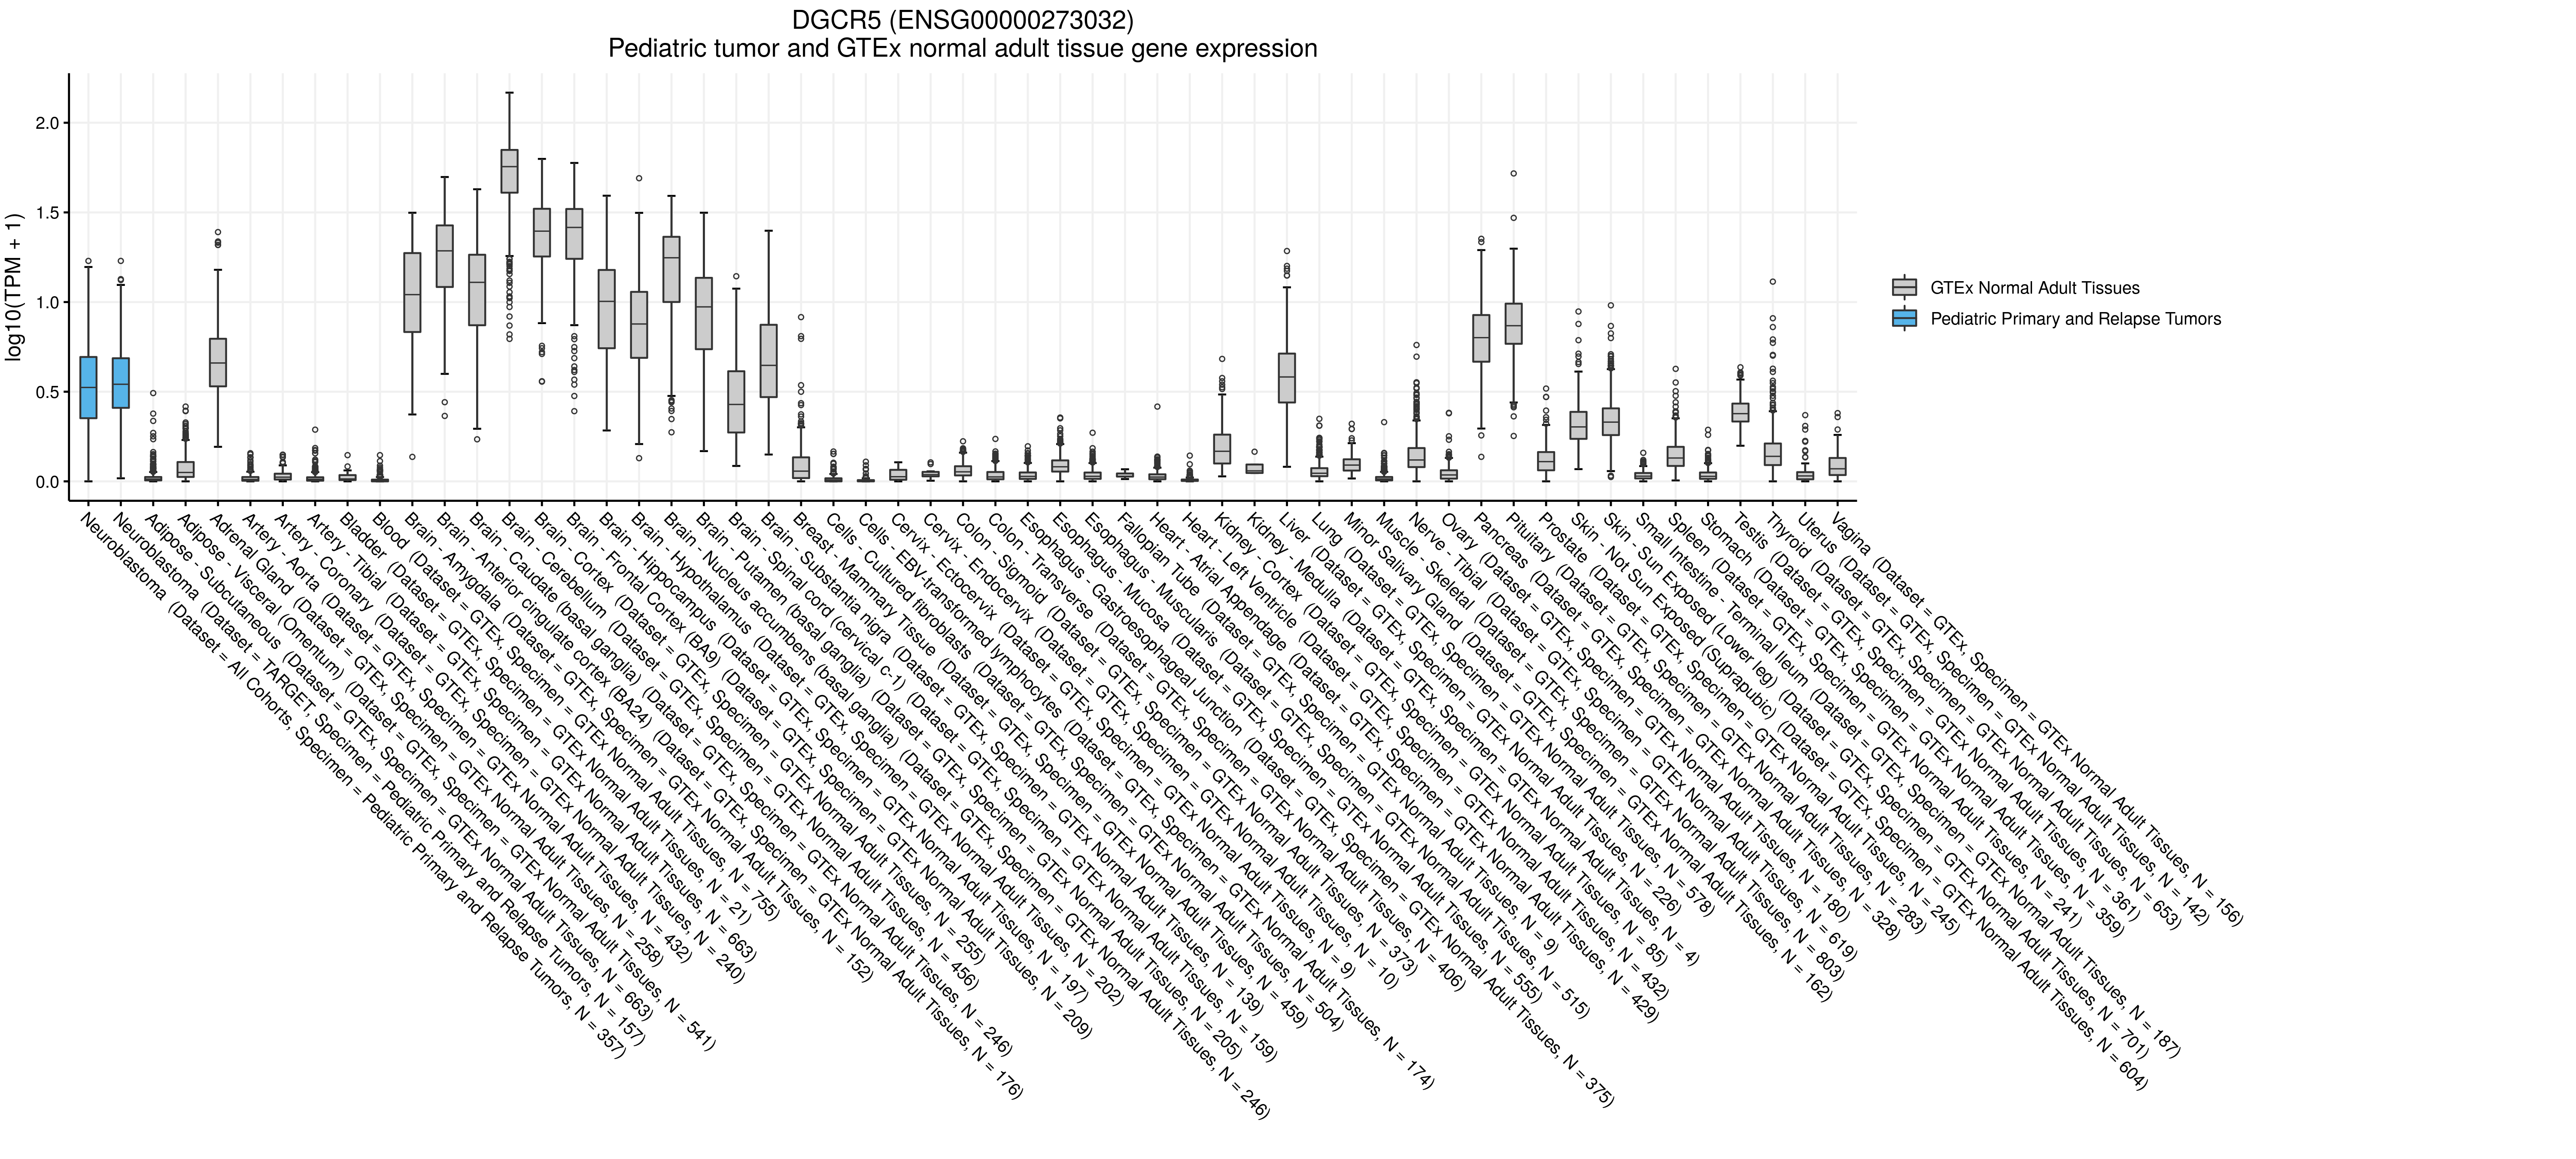 DGCR5 (ENSG00000273032)
Pediatric tumor and GTEx normal adult tissue gene expression
log10(TPM + 1)
2.0
1.5
1.0
0.5
0.0
Neuroblastoma (Dataset = All Cohorts, Specimen = Pediatric Primary and Relapse Tumors, N = 357)
Neuroblastoma (Dataset = TARGET, Specimen = Pediatric Primary and Relapse Tumors, N = 157)
Adipose - Subcutaneous (Dataset = GTEx, Specimen = GTEx Normal Adult Tissues, N = 663)
Adipose - Visceral (Omentum) (Dataset = GTEx, Specimen = GTEx Normal Adult Tissues, N = 541)
Adrenal Gland (Dataset = GTEx, Specimen = GTEx Normal Adult Tissues, N = 258)
Artery - Aorta (Dataset = GTEx, Specimen = GTEx Normal Adult Tissues, N = 432)
Artery - Coronary (Dataset = GTEx, Specimen = GTEx Normal Adult Tissues, N = 240)
Artery - Tibial (Dataset = GTEx, Specimen = GTEx Normal Adult Tissues, N = 663)
Bladder (Dataset = GTEx, Specimen = GTEx Normal Adult Tissues, N = 21)
Blood (Dataset = GTEx, Specimen = GTEx Normal Adult Tissues, N = 755)
Brain - Amygdala (Dataset = GTEx, Specimen = GTEx Normal Adult Tissues, N = 152)
Brain - Anterior cingulate cortex (BA24) (Dataset = GTEx, Specimen = GTEx Normal Adult Tissues, N = 176)
Brain - Caudate (basal ganglia) (Dataset = GTEx, Specimen = GTEx Normal Adult Tissues, N = 246)
Brain - Cerebellum (Dataset = GTEx, Specimen = GTEx Normal Adult Tissues, N = 456)
Brain - Cortex (Dataset = GTEx, Specimen = GTEx Normal Adult Tissues, N = 255)
Brain - Frontal Cortex (BA9) (Dataset = GTEx, Specimen = GTEx Normal Adult Tissues, N = 209)
Brain - Hippocampus (Dataset = GTEx, Specimen = GTEx Normal Adult Tissues, N = 197)
Brain - Hypothalamus (Dataset = GTEx, Specimen = GTEx Normal Adult Tissues, N = 202)
Brain - Nucleus accumbens (basal ganglia) (Dataset = GTEx, Specimen = GTEx Normal Adult Tissues, N = 246)
Brain - Putamen (basal ganglia) (Dataset = GTEx, Specimen = GTEx Normal Adult Tissues, N = 205)
Brain - Spinal cord (cervical c-1) (Dataset = GTEx, Specimen = GTEx Normal Adult Tissues, N = 159)
Brain - Substantia nigra (Dataset = GTEx, Specimen = GTEx Normal Adult Tissues, N = 139)
Breast - Mammary Tissue (Dataset = GTEx, Specimen = GTEx Normal Adult Tissues, N = 459)
Cells - Cultured fibroblasts (Dataset = GTEx, Specimen = GTEx Normal Adult Tissues, N = 504)
Cells - EBV-transformed lymphocytes (Dataset = GTEx, Specimen = GTEx Normal Adult Tissues, N = 174)
Cervix - Ectocervix (Dataset = GTEx, Specimen = GTEx Normal Adult Tissues, N = 9)
Cervix - Endocervix (Dataset = GTEx, Specimen = GTEx Normal Adult Tissues, N = 10)
Colon - Sigmoid (Dataset = GTEx, Specimen = GTEx Normal Adult Tissues, N = 373)
Colon - Transverse (Dataset = GTEx, Specimen = GTEx Normal Adult Tissues, N = 406)
Esophagus - Gastroesophageal Junction (Dataset = GTEx, Specimen = GTEx Normal Adult Tissues, N = 375)
Esophagus - Mucosa (Dataset = GTEx, Specimen = GTEx Normal Adult Tissues, N = 555)
Esophagus - Muscularis (Dataset = GTEx, Specimen = GTEx Normal Adult Tissues, N = 515)
Fallopian Tube (Dataset = GTEx, Specimen = GTEx Normal Adult Tissues, N = 9)
Heart - Atrial Appendage (Dataset = GTEx, Specimen = GTEx Normal Adult Tissues, N = 429)
Heart - Left Ventricle (Dataset = GTEx, Specimen = GTEx Normal Adult Tissues, N = 432)
Kidney - Cortex (Dataset = GTEx, Specimen = GTEx Normal Adult Tissues, N = 85)
Kidney - Medulla (Dataset = GTEx, Specimen = GTEx Normal Adult Tissues, N = 4)
Liver (Dataset = GTEx, Specimen = GTEx Normal Adult Tissues, N = 226)
Lung (Dataset = GTEx, Specimen = GTEx Normal Adult Tissues, N = 578)
Minor Salivary Gland (Dataset = GTEx, Specimen = GTEx Normal Adult Tissues, N = 162)
Muscle - Skeletal (Dataset = GTEx, Specimen = GTEx Normal Adult Tissues, N = 803)
Nerve - Tibial (Dataset = GTEx, Specimen = GTEx Normal Adult Tissues, N = 619)
Ovary (Dataset = GTEx, Specimen = GTEx Normal Adult Tissues, N = 180)
Pancreas (Dataset = GTEx, Specimen = GTEx Normal Adult Tissues, N = 328)
Pituitary (Dataset = GTEx, Specimen = GTEx Normal Adult Tissues, N = 283)
Prostate (Dataset = GTEx, Specimen = GTEx Normal Adult Tissues, N = 245)
Skin - Not Sun Exposed (Suprapubic) (Dataset = GTEx, Specimen = GTEx Normal Adult Tissues, N = 604)
Skin - Sun Exposed (Lower leg) (Dataset = GTEx, Specimen = GTEx Normal Adult Tissues, N = 701)
Small Intestine - Terminal Ileum (Dataset = GTEx, Specimen = GTEx Normal Adult Tissues, N = 187)
Spleen (Dataset = GTEx, Specimen = GTEx Normal Adult Tissues, N = 241)
Stomach (Dataset = GTEx, Specimen = GTEx Normal Adult Tissues, N = 359)
Testis (Dataset = GTEx, Specimen = GTEx Normal Adult Tissues, N = 361)
Thyroid (Dataset = GTEx, Specimen = GTEx Normal Adult Tissues, N = 653)
Uterus (Dataset = GTEx, Specimen = GTEx Normal Adult Tissues, N = 142)
Vagina (Dataset = GTEx, Specimen = GTEx Normal Adult Tissues, N = 156)
GTEx Normal Adult Tissues
Pediatric Primary and Relapse Tumors